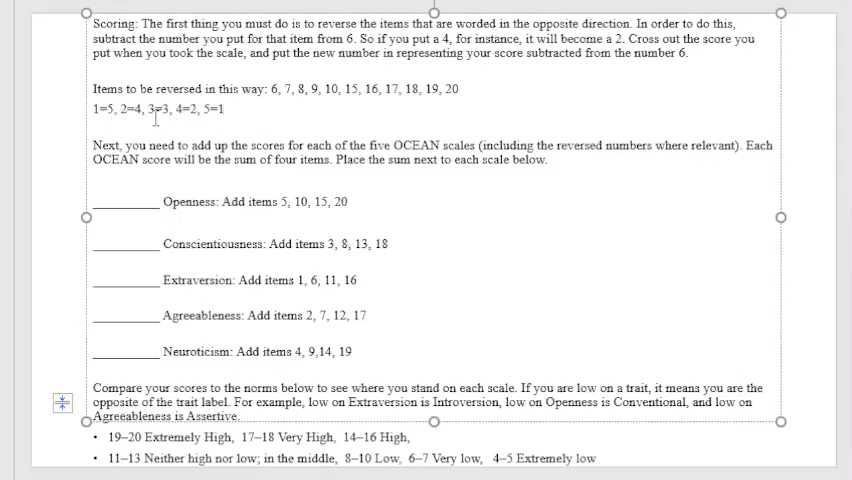 Scoring: The first thing you must do is to reverse the items that are worded in the opposite direction. In order to do this,
subtract the number you put for that item from 6. So if you put a 4, for instance, it will become a 2. Cross out the score you
put when you took the scale, and put the new number in representing your score subtracted from the number 6.
Items to be reversed in this way: 6, 7, 8, 9, 10, 15, 16, 17, 18, 19, 20
1=5, 2=4, 3=3, 4=2, 5=1
Next, you need to add up the scores for each of the five OCEAN scales (including the reversed numbers where relevant). Each
OCEAN score will be the sum of four items. Place the sum next to each scale below.
__________ Openness: Add items 5, 10, 15, 20
__________ Conscientiousness: Add items 3, 8, 13, 18
__________ Extraversion: Add items 1, 6, 11, 16
__________ Agreeableness: Add items 2, 7, 12, 17
__________ Neuroticism: Add items 4, 9,14, 19
Compare your scores to the norms below to see where you stand on each scale. If you are low on a trait, it means you are the
opposite of the trait label. For example, low on Extraversion is Introversion, low on Openness is Conventional, and low on
Agreeableness is Assertive.
• 19–20 Extremely High, 17–18 Very High, 14–16 High,
• 11–13 Neither high nor low; in the middle, 8–10 Low, 6–7 Very low, 4–5 Extremely low